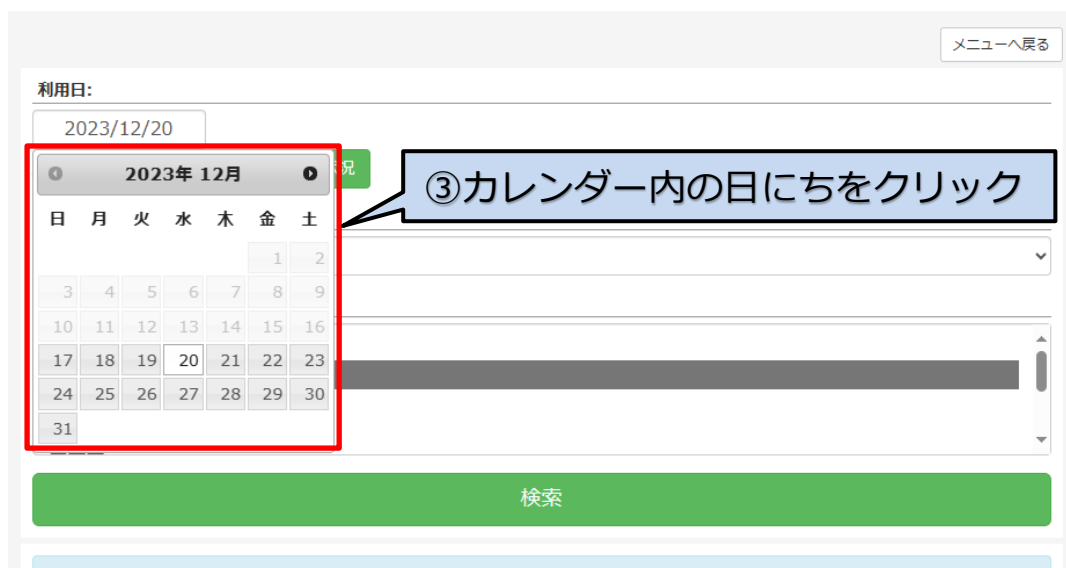 メニューへ戻る
利用日:
2023/12/20
況
2023年 12月
③カレンダー内の日にちをクリック
日 月 火 水 木 金 土
1 2
3 4 5 6 7 8 9
10 11 12 13 14 15 16
17 18 19 20 21 22 23
24 25 26 27 28 29 30
31
検索